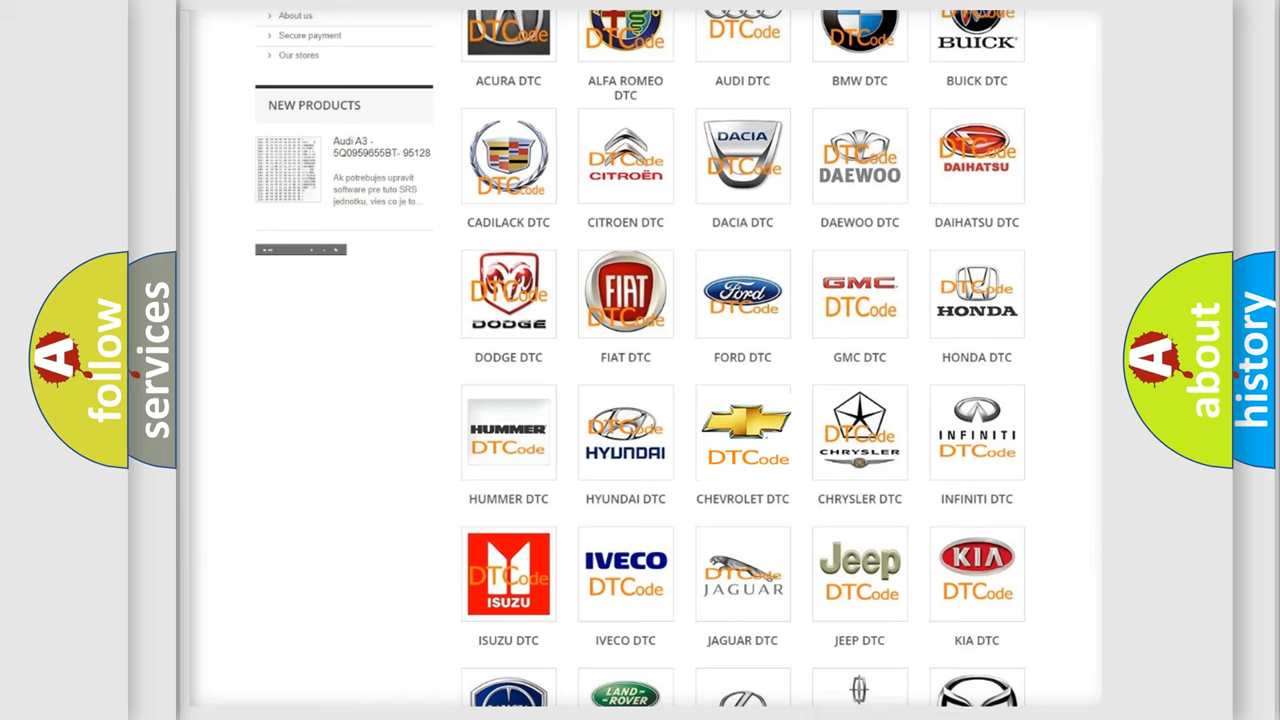 About us
Secure payment
Our stores
NEW PRODUCTS
Audi A3 -
5Q0959655BT- 95128
Ak potrebujes upravit
software pre tuto SRS
jednotku, vies co je to...
DTCode
DTCode
DTCode
DTCode
BUICK
ACURA DTC
ALFA ROMEO
DTC
AUDI DTC
BMW DTC
BUICK DTC
DTCode
DTCode
CITROËN
DACIA
DTCode
DTCode
DAEWOO
DTCode
DAIHATSU
CADILACK DTC
CITROEN DTC
DACIA DTC
DAEWOO DTC
DAIHATSU DTC
DTCode
DODGE
FIAT
DTCode
Ford
DTCode
GMC
DTCode
DTCode
HONDA
DODGE DTC
FIAT DTC
FORD DTC
GMC DTC
HONDA DTC
HUMMER
DTCode
DTCode
HYUNDAI
DTCode
DTCode
CHRYSLER
INFINITI
DTCode
HUMMER DTC
HYUNDAI DTC
CHEVROLET DTC
CHRYSLER DTC
INFINITI DTC
DTCode
ISUZU
IVECO
DTCode
DTCode
JAGUAR
Jeep
DTCode
KIA
DTCode
ISUZU DTC
IVECO DTC
JAGUAR DTC
JEEP DTC
KIA DTC
LAND-
ROVER
A
follow
services
A
about
history